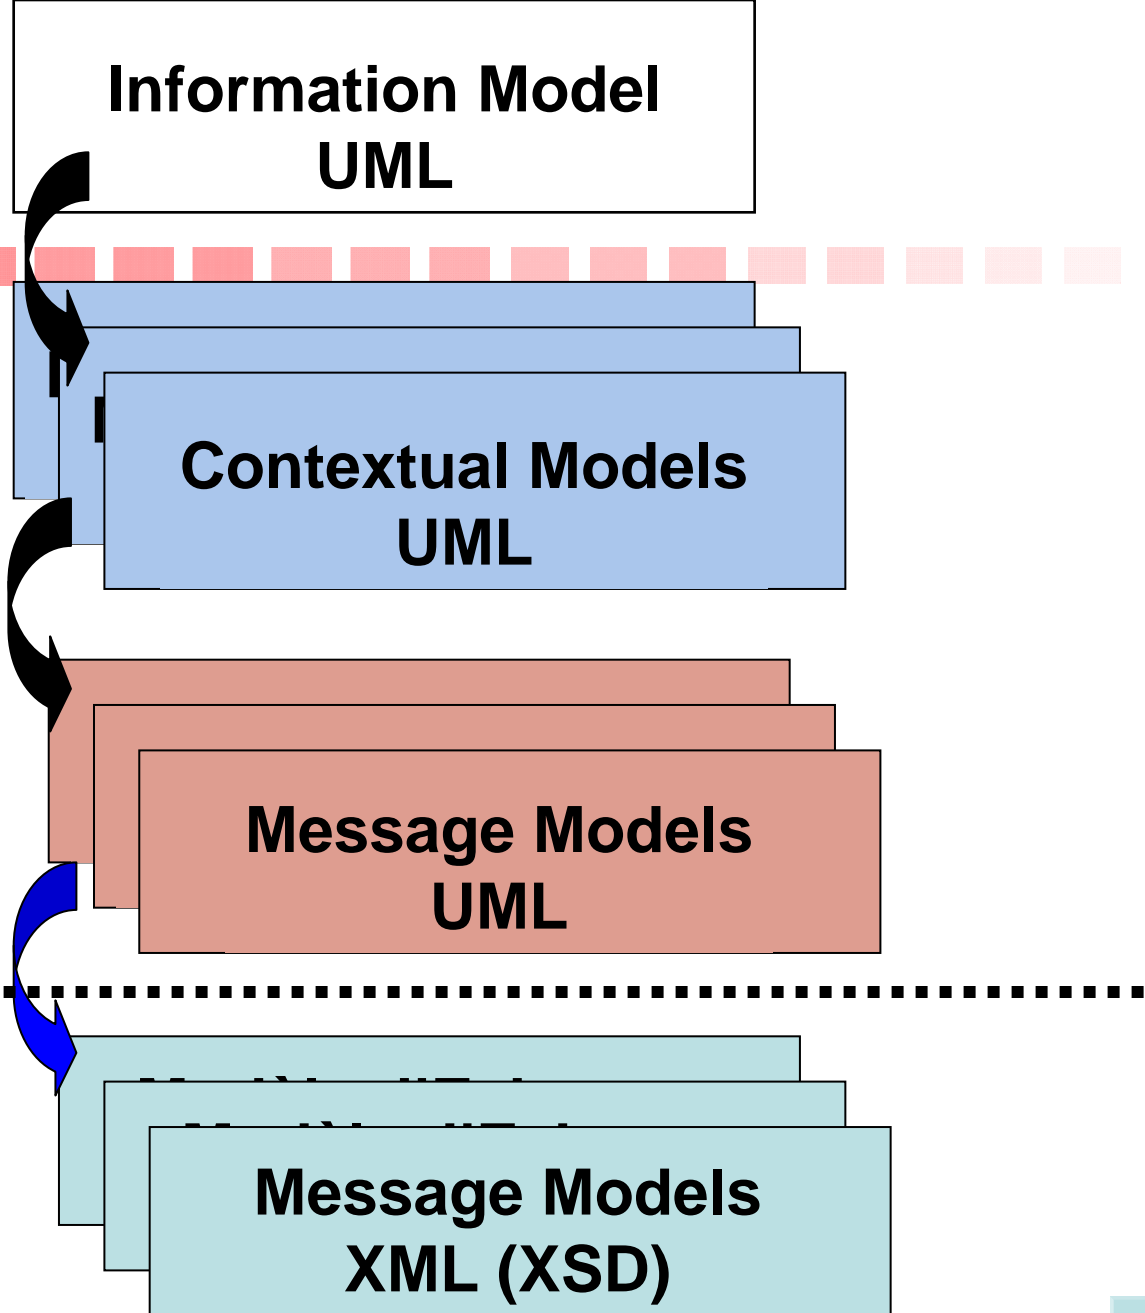 Information Model
UML
Contextual Models
UML
Message Models
UML
Message Models
XML (XSD)